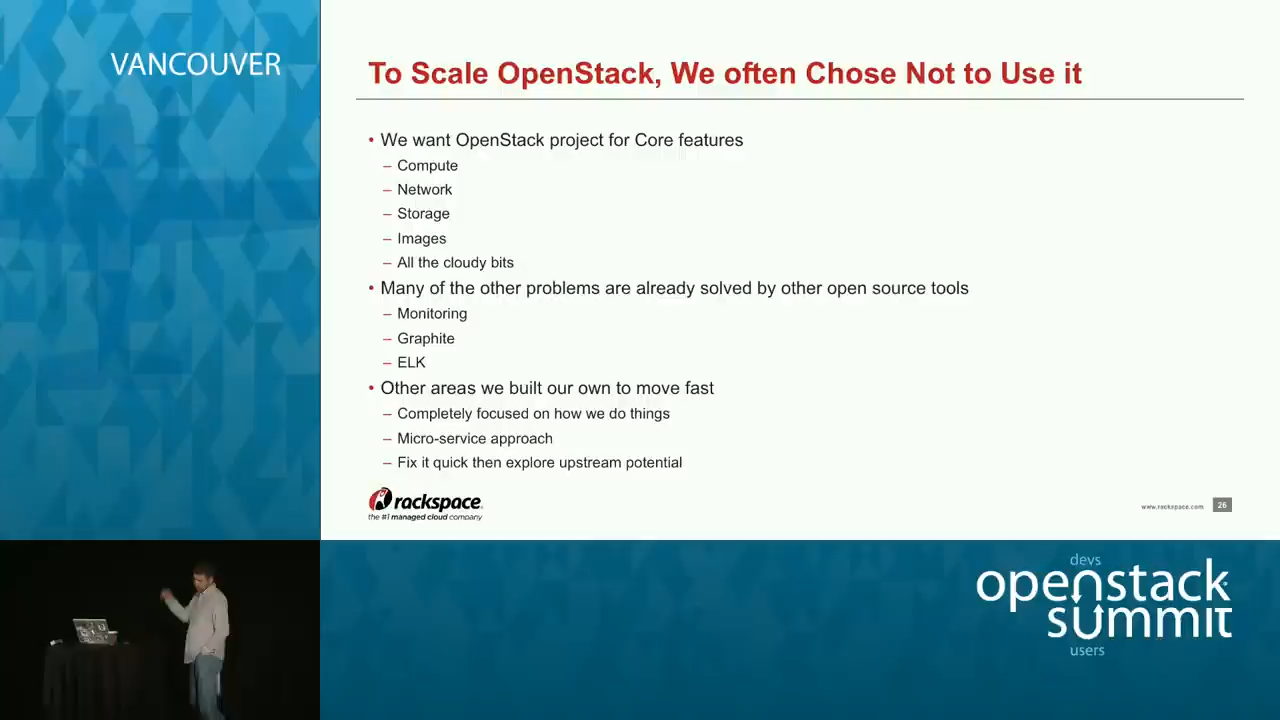 VANCOUVER
To Scale OpenStack, We often Chose Not to Use it
• We want OpenStack project for Core features
– Compute
– Network
– Storage
– Images
– All the cloudy bits
• Many of the other problems are already solved by other open source tools
– Monitoring
– Graphite
– ELK
• Other areas we built our own to move fast
– Completely focused on how we do things
– Micro-service approach
– Fix it quick then explore upstream potential
rackspace
the #1 managed cloud company
www.rackspace.com 26
devs
openstack
summit
users